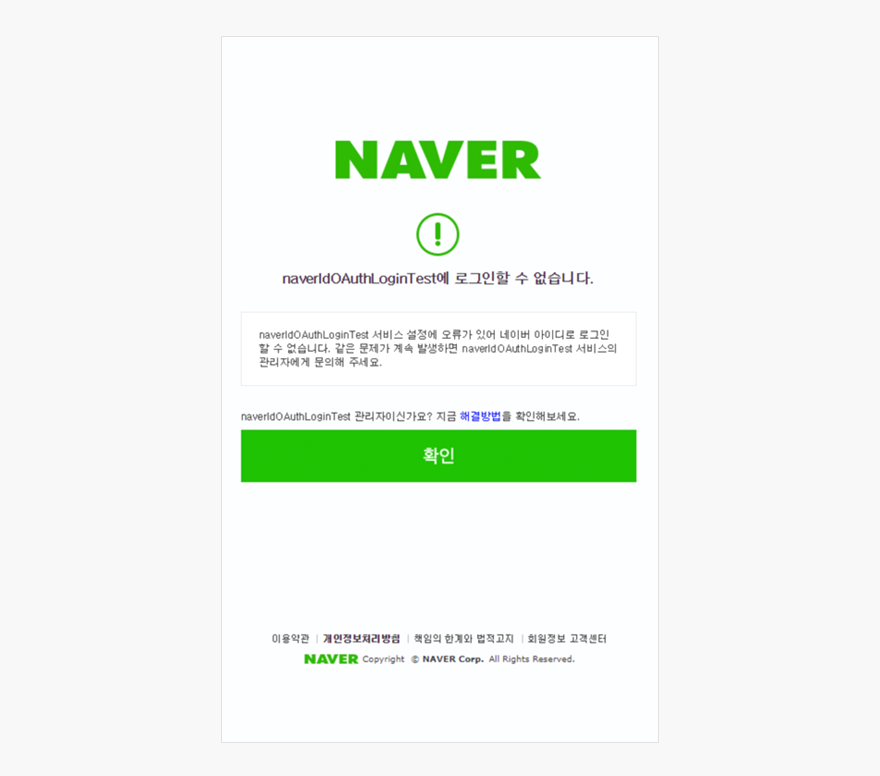 NAVER
naverIdOAuthLoginTest에 로그인할 수 없습니다.
naverIdOAuthLoginTest 서비스 설정에 오류가 있어 네이버 아이디로 로그인
할 수 없습니다. 같은 문제가 계속 발생하면 naverIdOAuthLoginTest 서비스의
관리자에게 문의해 주세요.
naverIdOAuthLoginTest 관리자이신가요? 지금 해결방법을 확인해보세요.
확인
이용약관 | 개인정보처리방침 | 책임의 한계와 법적고지 | 회원정보 고객센터
NAVER Copyright © NAVER Corp. All Rights Reserved.